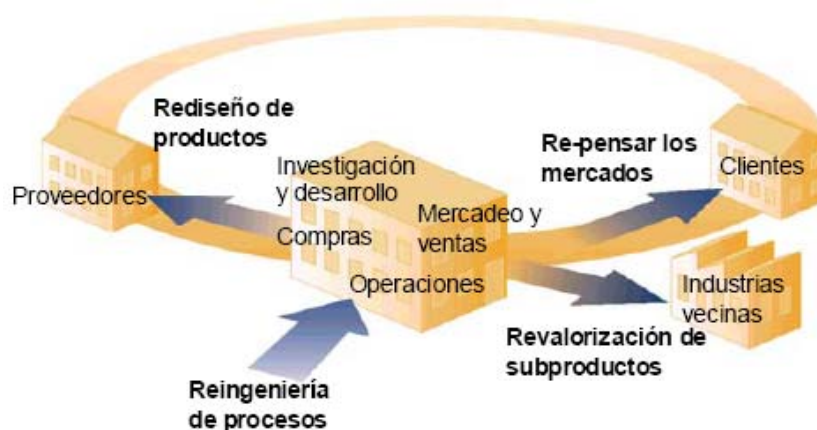 Rediseño de
productos
Proveedores
Investigación
y desarrollo
Compras
Mercadeo y
ventas
Operaciones
Re-pensar los
mercados
Clientes
Industrias
vecinas
Revalorización de
subproductos
Reingeniería
de procesos